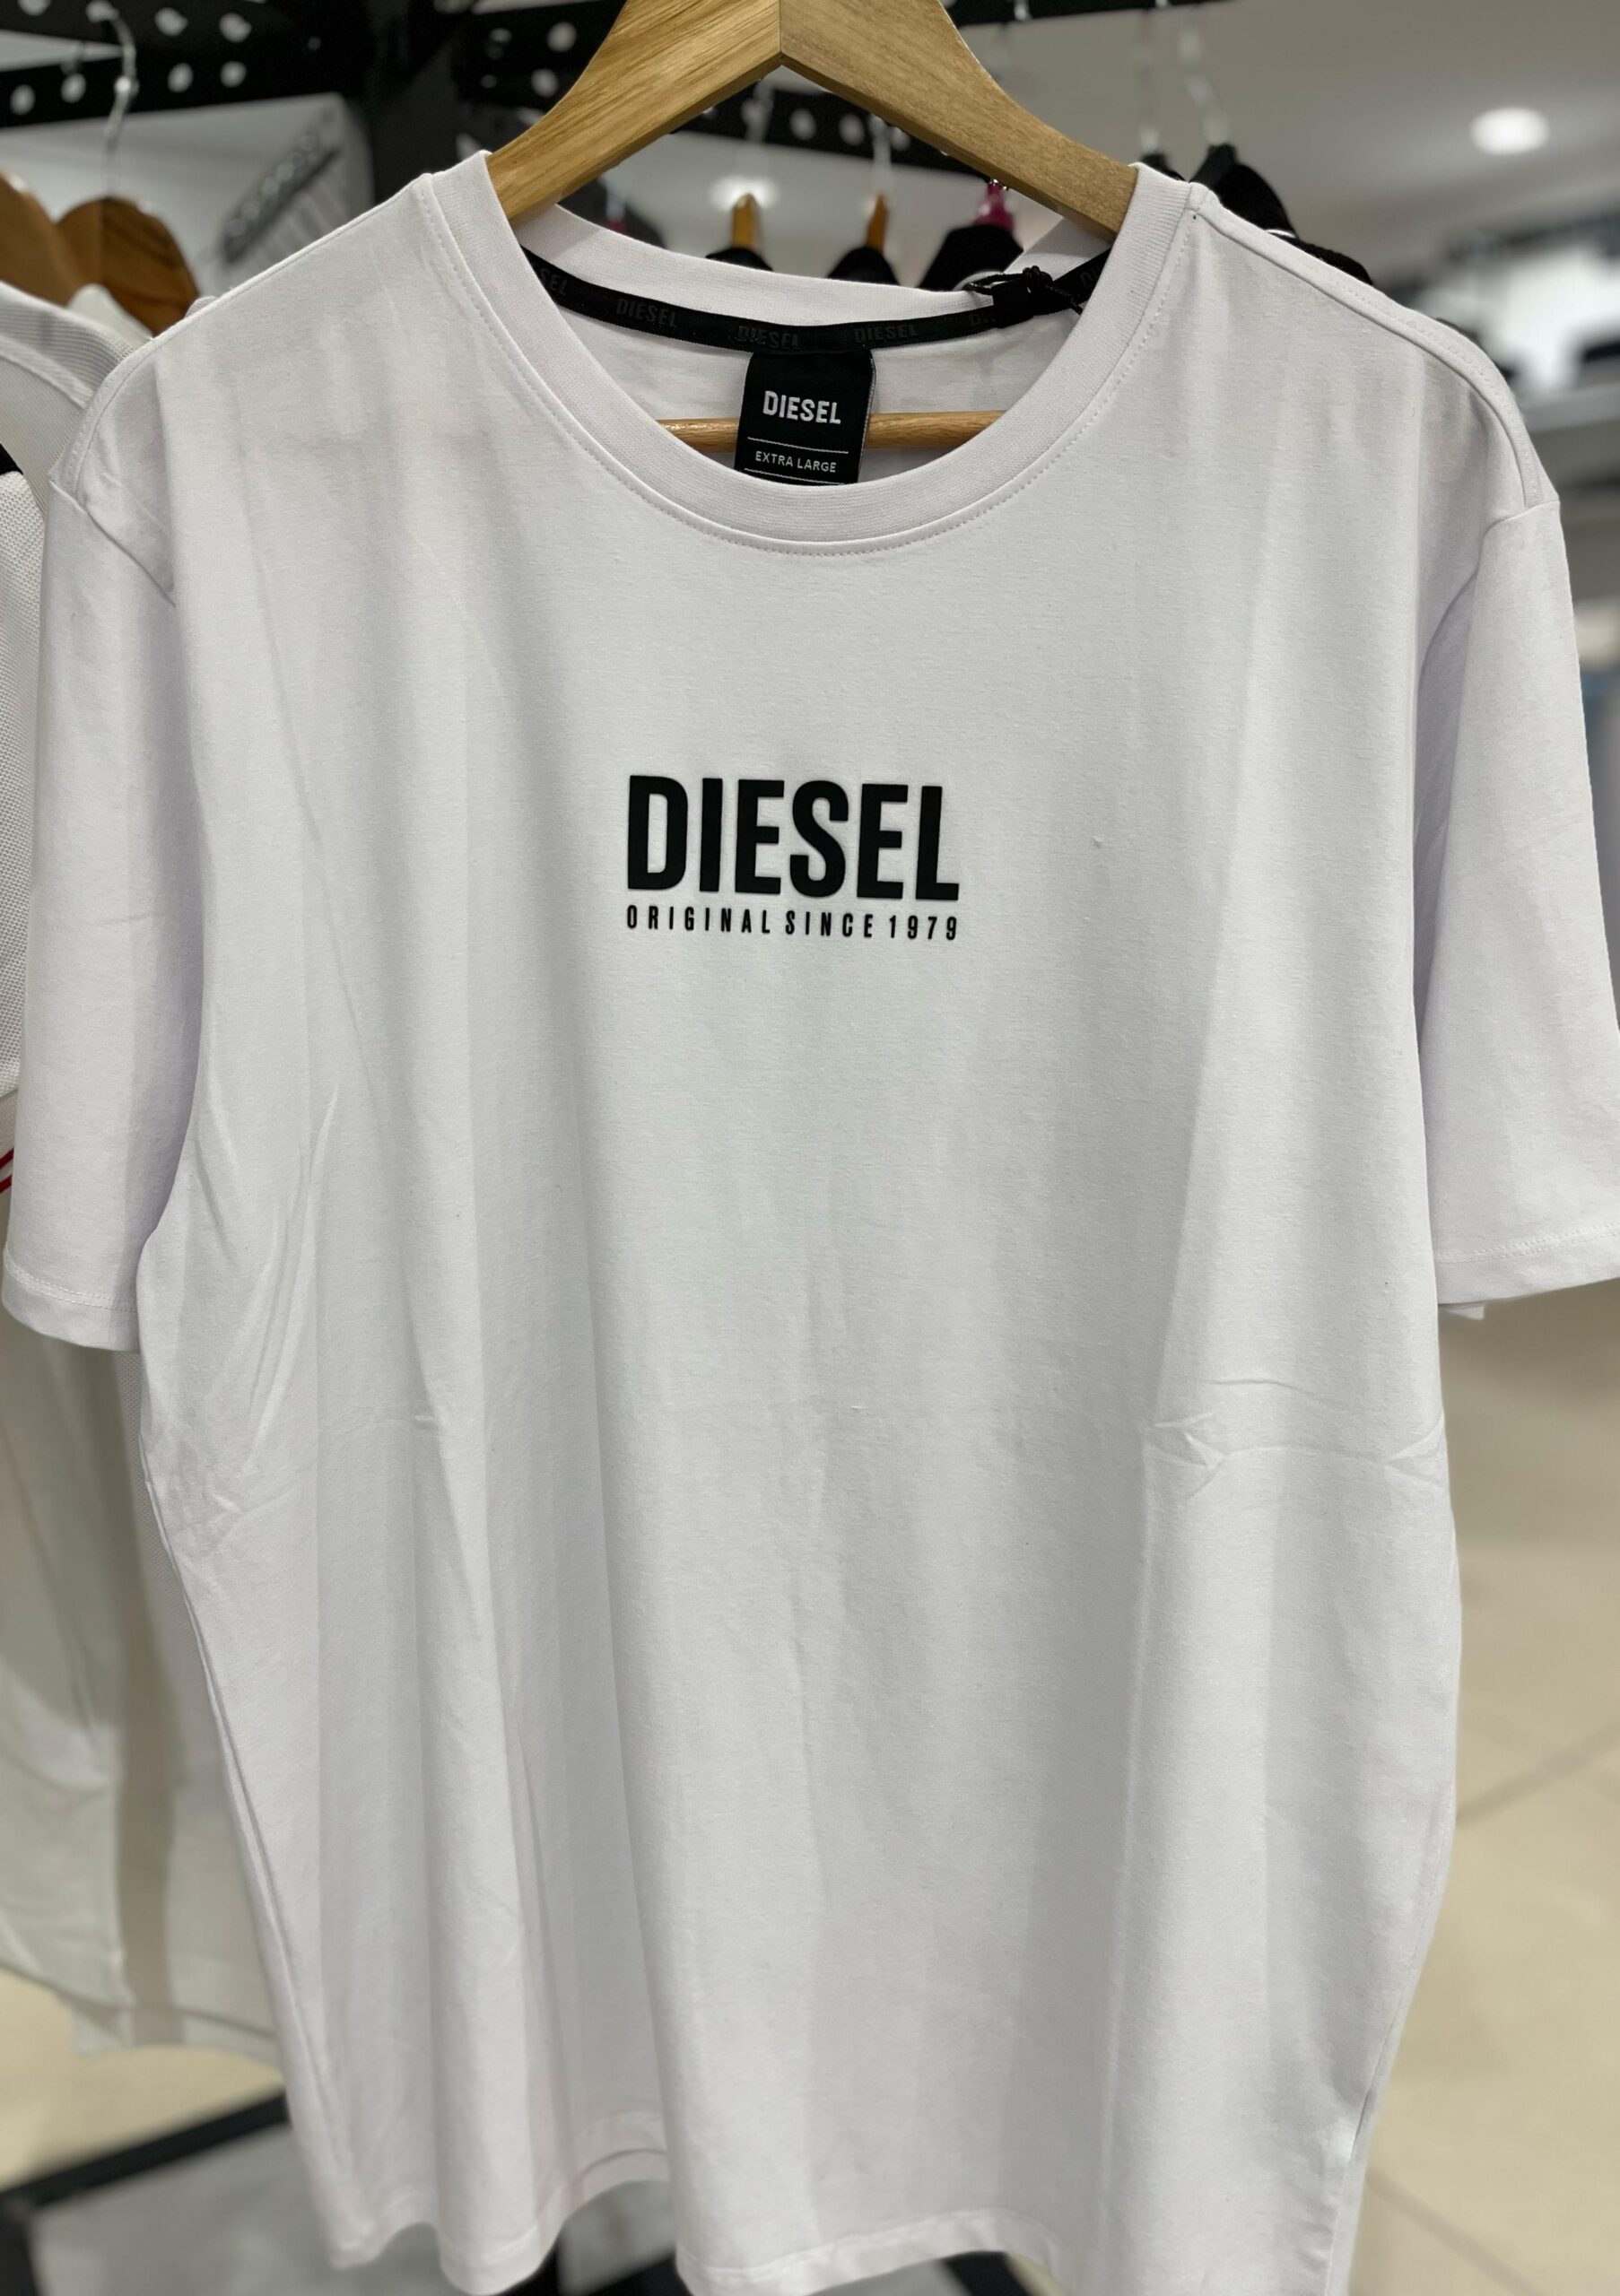 DIESEL DIESEL DIESEL
DIESEL
EXTRA LARGE
DIESEL
ORIGINAL SINCE 1979